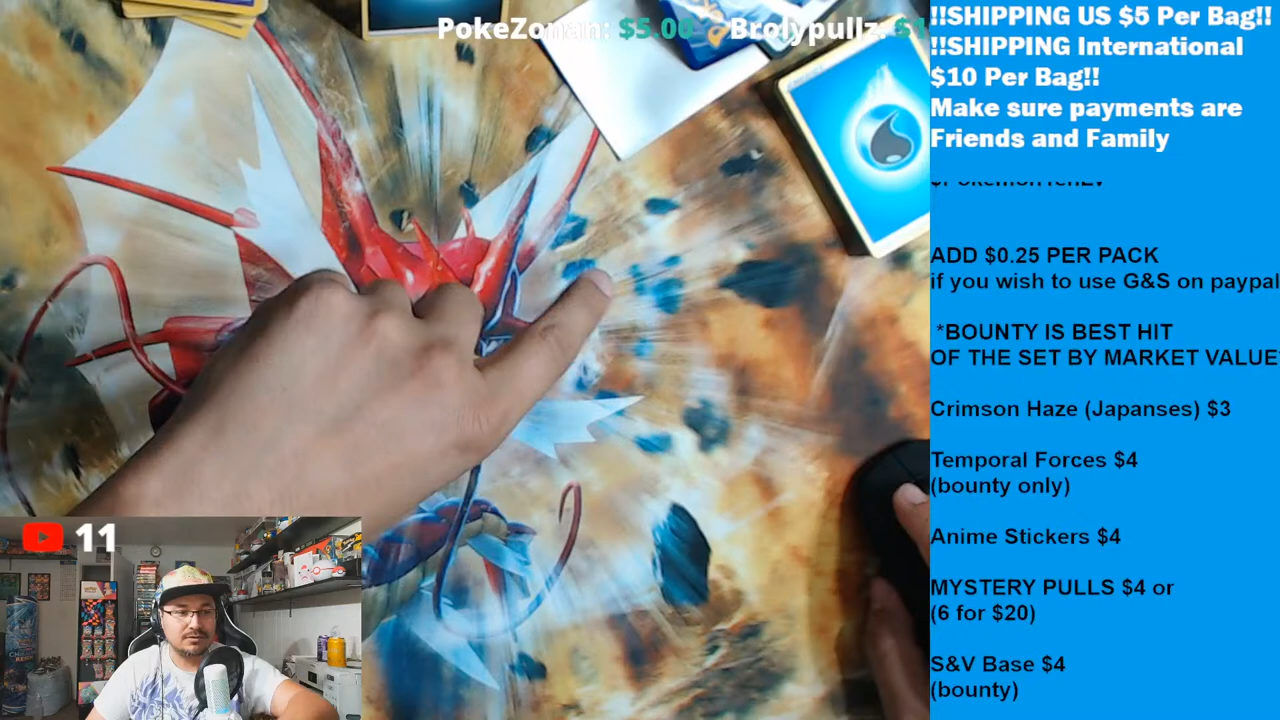 PokeZonan: $5.00 Brolypullz: $1
!!SHIPPING US $5 Per Bag!!
!!SHIPPING International
$10 Per Bag!!
Make sure payments are
Friends and Family
ADD $0.25 PER PACK
if you wish to use G&S on paypal
*BOUNTY IS BEST HIT
OF THE SET BY MARKET VALUE
Crimson Haze (Japanses) $3
Temporal Forces $4
(bounty only)
Anime Stickers $4
MYSTERY PULLS $4 or
(6 for $20)
S&V Base $4
(bounty)
11